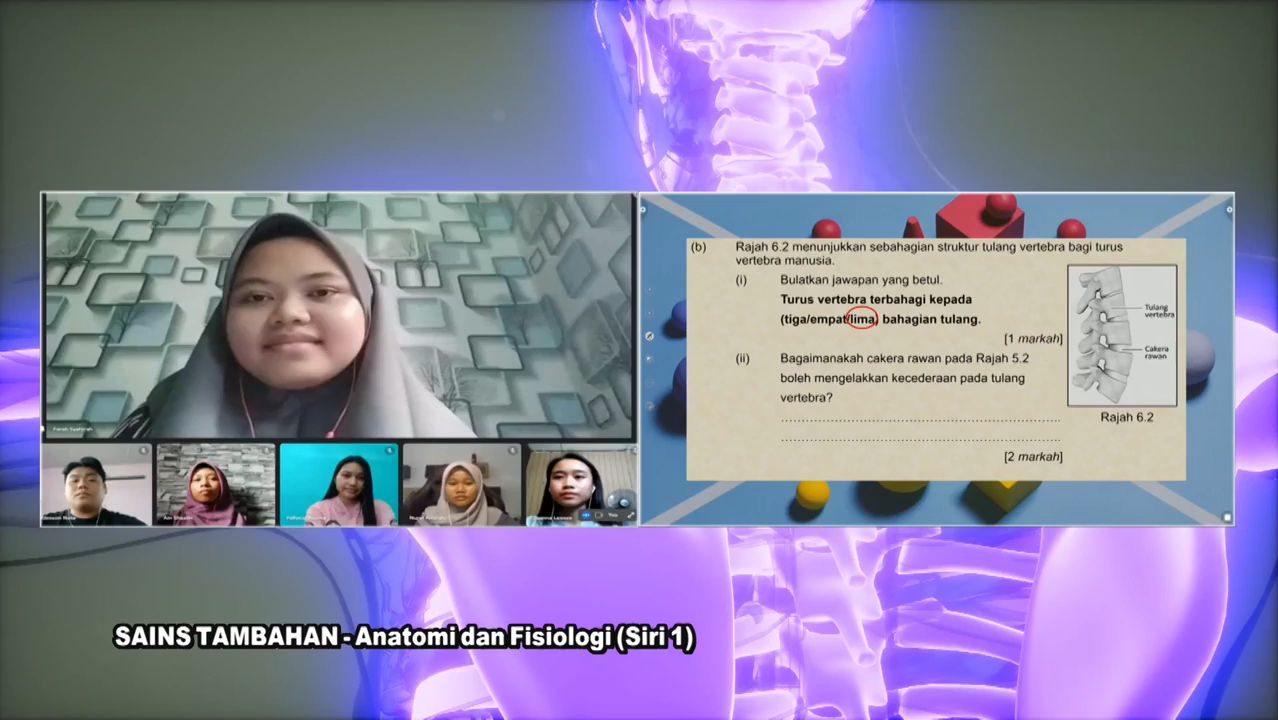 (b) Rajah 6.2 menunjukkan sebahagian struktur tulang vertebra bagi turus
vertebra manusia.
(i) Bulatkan jawapan yang betul.
Turus vertebra terbahagi kepada
(tiga/empat/lima) bahagian tulang.
[1 markah]
(ii) Bagaimanakah cakera rawan pada Rajah 5.2
boleh mengelakkan kecederaan pada tulang
vertebra?
[2 markah]
Tulang
vertebra
Cakera
rawan
Rajah 6.2
You
SAINS TAMBAHAN - Anatomi dan Fisiologi (Siri 1)